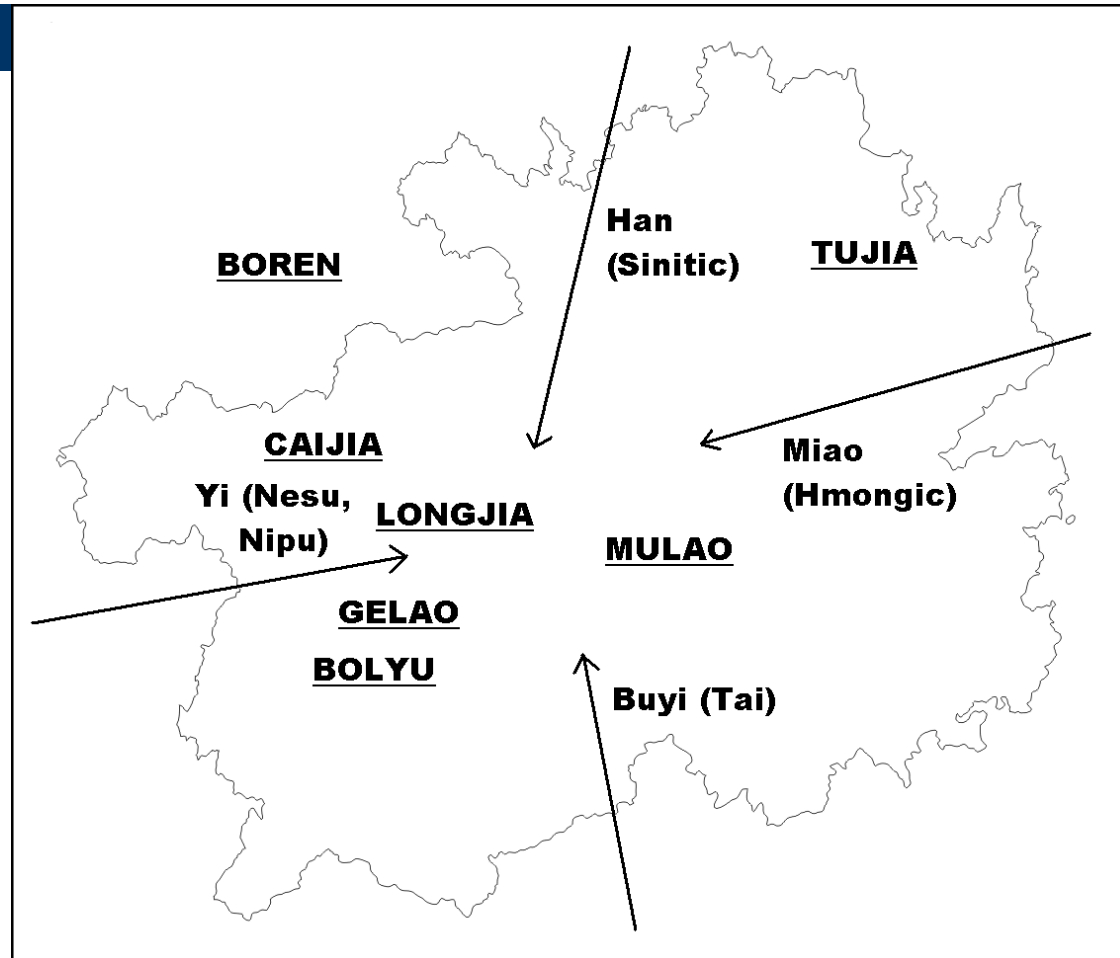 Han
(Sinitic)
TUJIA
BOREN
CAIJIA
Yi (Nesu,
Nipu)
LONGJIA
Miao
(Hmongic)
MULAO
GELAO
BOLYU
Buyi (Tai)